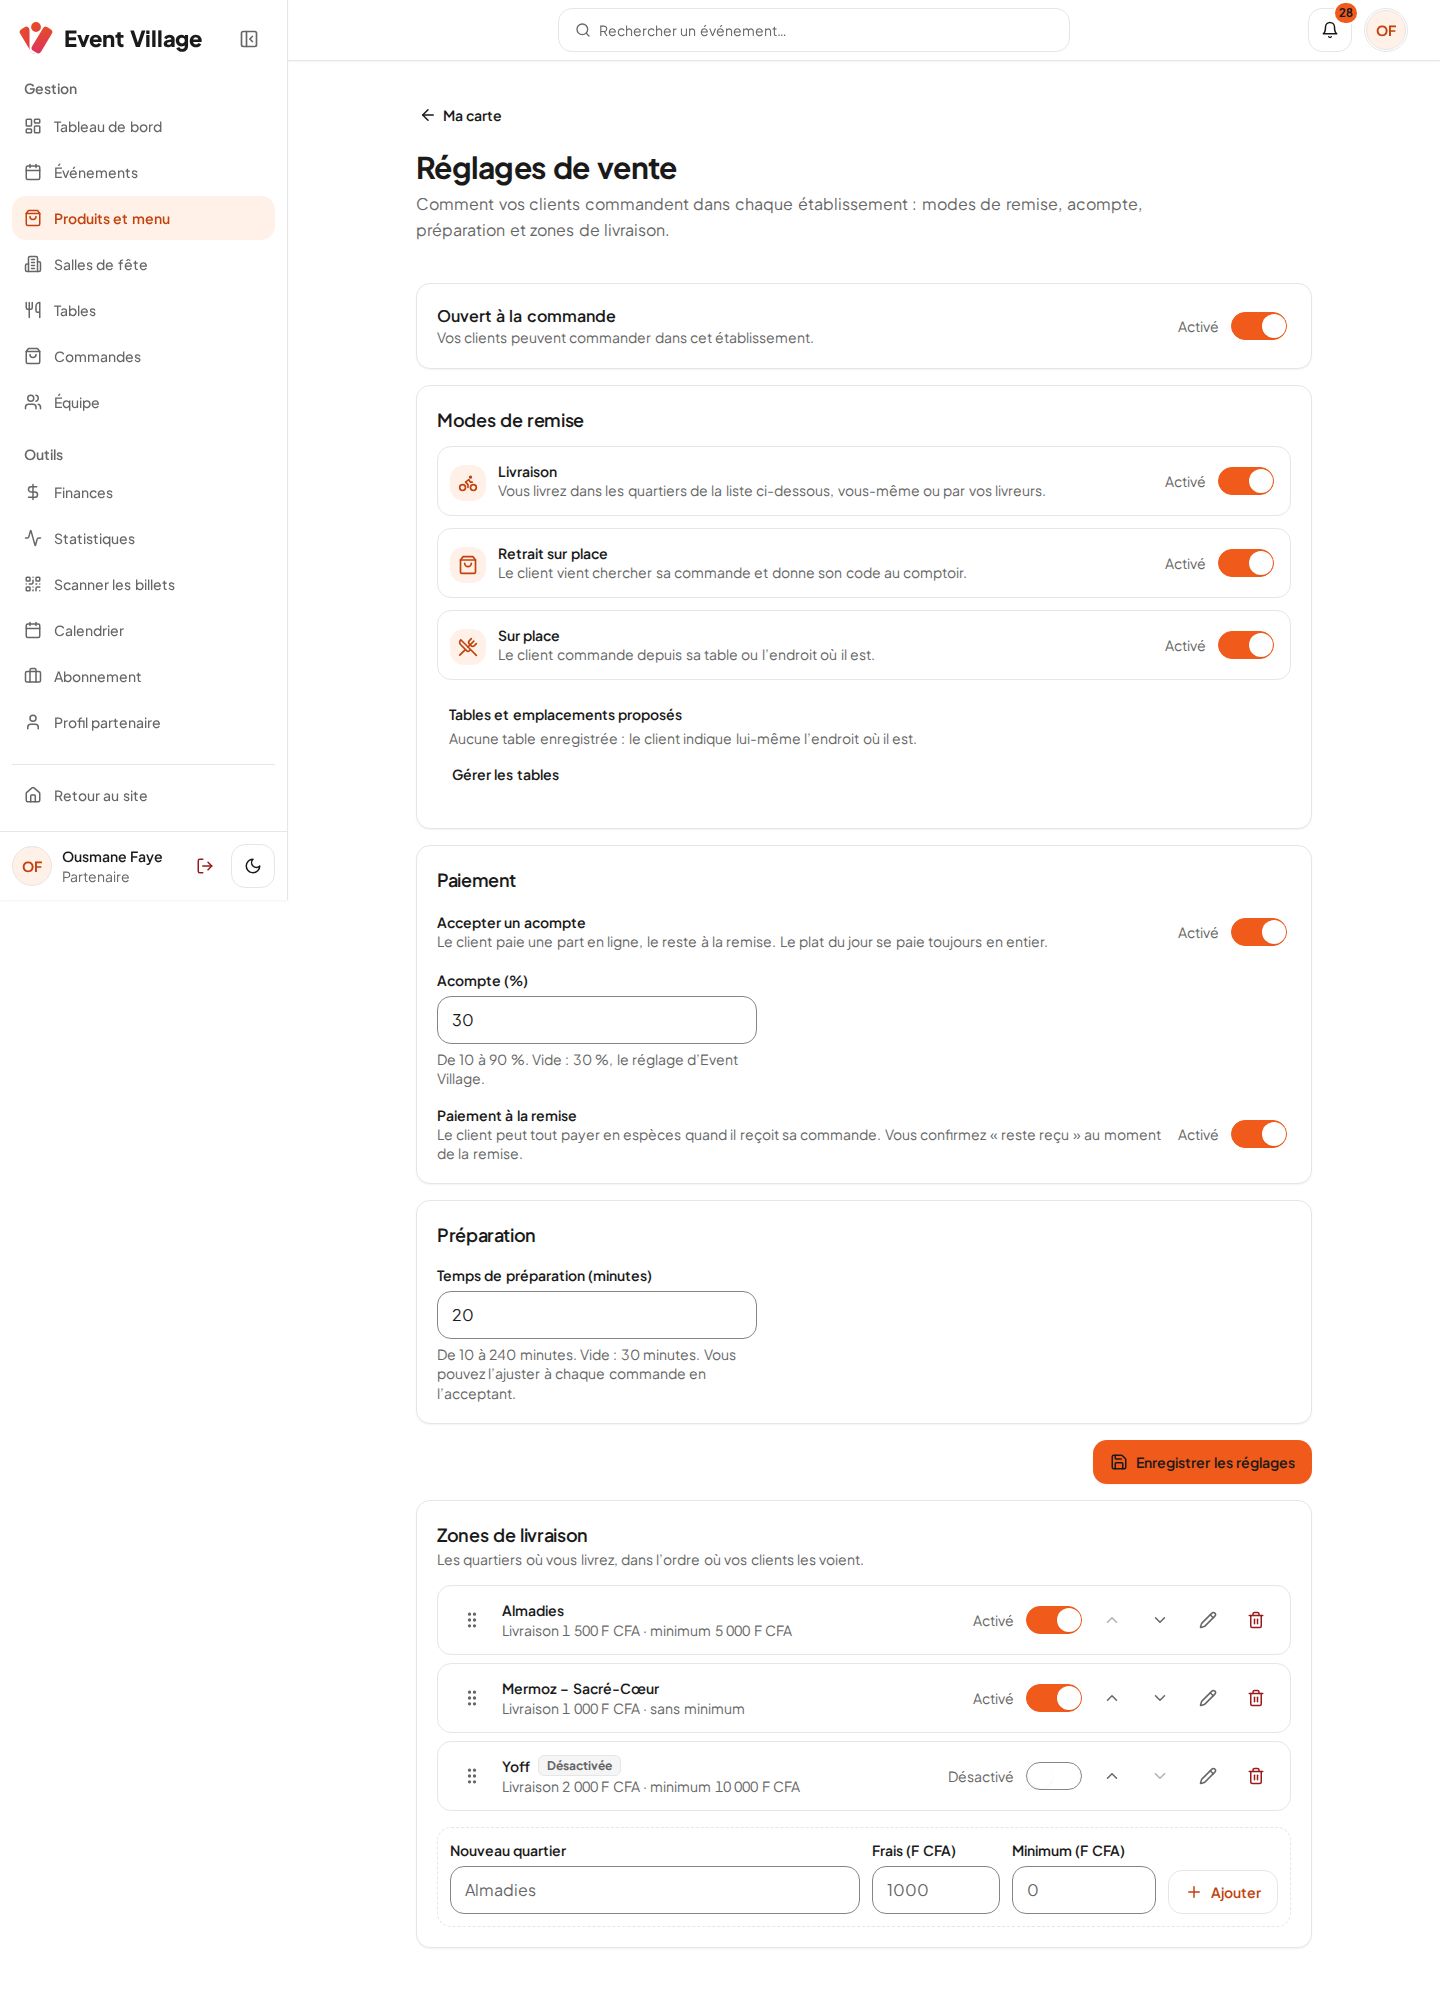 Event Village
Rechercher un événement…
28
OF
Gestion
Tableau de bord
Événements
Produits et menu
Salles de fête
Tables
Commandes
Équipe
Outils
Finances
Statistiques
Scanner les billets
Calendrier
Abonnement
Profil partenaire
Retour au site
OF
Ousmane Faye
Partenaire
Ma carte
Réglages de vente
Comment vos clients commandent dans chaque établissement : modes de remise, acompte,
préparation et zones de livraison.
Ouvert à la commande
Vos clients peuvent commander dans cet établissement.
Activé
Modes de remise
Livraison
Vous livrez dans les quartiers de la liste ci-dessous, vous-même ou par vos livreurs.
Activé
Retrait sur place
Le client vient chercher sa commande et donne son code au comptoir.
Activé
Sur place
Le client commande depuis sa table ou l'endroit où il est.
Activé
Tables et emplacements proposés
Aucune table enregistrée : le client indique lui-même l'endroit où il est.
Gérer les tables
Paiement
Accepter un acompte
Le client paie une part en ligne, le reste à la remise. Le plat du jour se paie toujours en entier.
Activé
Acompte (%)
30
De 10 à 90 %. Vide : 30 %, le réglage d'Event
Village.
Paiement à la remise
Le client peut tout payer en espèces quand il reçoit sa commande. Vous confirmez « reste reçu » au moment
de la remise.
Activé
Préparation
Temps de préparation (minutes)
20
De 10 à 240 minutes. Vide : 30 minutes. Vous
pouvez l'ajuster à chaque commande en
l'acceptant.
Enregistrer les réglages
Zones de livraison
Les quartiers où vous livrez, dans l'ordre où vos clients les voient.
Almadies
Livraison 1 500 F CFA · minimum 5 000 F CFA
Activé
Mermoz – Sacré-Cœur
Livraison 1 000 F CFA · sans minimum
Activé
Yoff Désactivée
Livraison 2 000 F CFA · minimum 10 000 F CFA
Désactivé
Nouveau quartier
Almadies
Frais (F CFA)
1000
Minimum (F CFA)
0
Ajouter